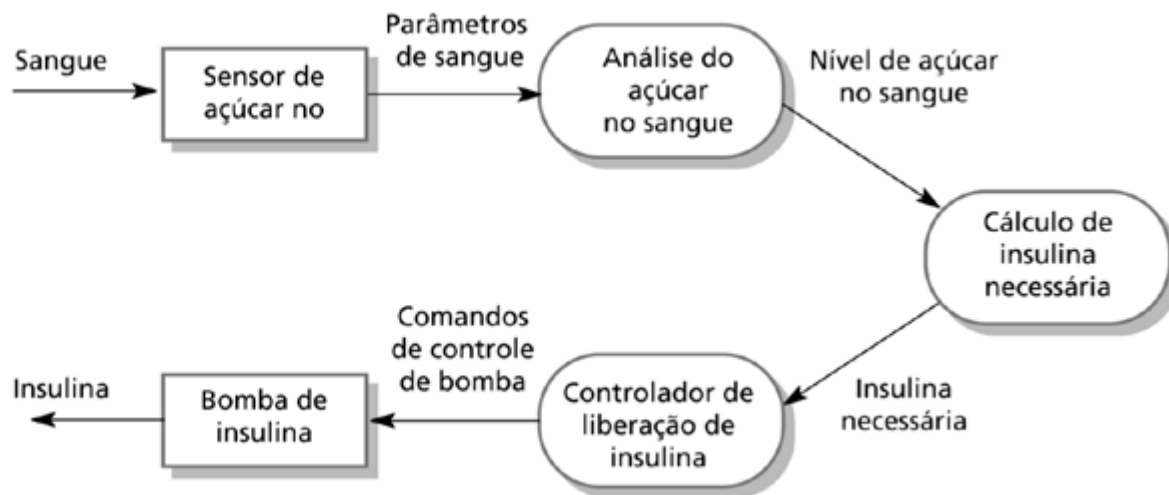 Sangue
Sensor de
açúcar no
Parâmetros
de sangue
Análise do
açúcar
no sangue
Nível de açúcar
no sangue
Cálculo de
insulina
necessária
Insulina
necessária
Controlador de
liberação de
insulina
Comandos
de controle
de bomba
Bomba de
insulina
Insulina